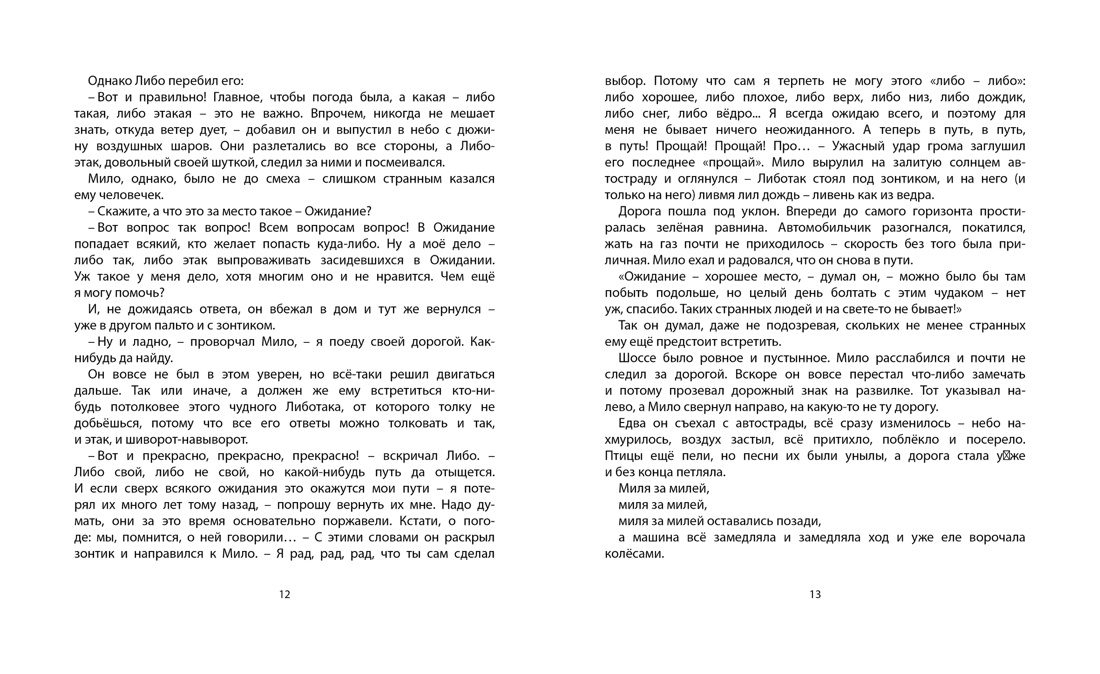 Однако Либо перебил его:
– Вот и правильно! Главное, чтобы погода была, а какая – либо
такая, либо этакая – это не важно. Впрочем, никогда не мешает
знать, откуда ветер дует, – добавил он и выпустил в небо с дюжи-
ну воздушных шаров. Они разлетались во все стороны, а Либо-
этак, довольный своей шуткой, следил за ними и посмеивался.
Мило, однако, было не до смеха – слишком странным казался
ему человечек.
– Скажите, а что это за место такое – Ожидание?
– Вот вопрос так вопрос! Всем вопросам вопрос! В Ожидание
попадает всякий, кто желает попасть куда-либо. Ну а моё дело –
либо так, либо этак выпроваживать засидевшихся в Ожидании.
Уж такое у меня дело, хотя многим оно и не нравится. Чем ещё
я могу помочь?
И, не дожидаясь ответа, он вбежал в дом и тут же вернулся –
уже в другом пальто и с зонтиком.
– Ну и ладно, – проворчал Мило, – я поеду своей дорогой. Как-
нибудь да найду.
Он вовсе не был в этом уверен, но всё-таки решил двигаться
дальше. Так или иначе, а должен же ему встретиться кто-ни-
будь потолковее этого чудного Либотака, от которого толку не
добьёшься, потому что все его ответы можно толковать и так,
и этак, и шиворот-навыворот.
– Вот и прекрасно, прекрасно, прекрасно! – вскричал Либо. –
Либо свой, либо не свой, но какой-нибудь путь да отыщется.
И если сверх всякого ожидания это окажутся мои пути – я поте-
рял их много лет тому назад, – попрошу вернуть их мне. Надо ду-
мать, они за это время основательно поржавели. Кстати, о пого-
де: мы, помнится, о ней говорили… – С этими словами он раскрыл
зонтик и направился к Мило. – Я рад, рад, рад, что ты сам сделал
12
выбор. Потому что сам я терпеть не могу этого «либо – либо»:
либо хорошее, либо плохое, либо верх, либо низ, либо дождик,
либо снег, либо вёдро... Я всегда ожидаю всего, и поэтому для
меня не бывает ничего неожиданного. А теперь в путь, в путь,
в путь! Прощай! Прощай! Про… – Ужасный удар грома заглушил
его последнее «прощай». Мило вырулил на залитую солнцем ав-
тостраду и оглянулся – Либотак стоял под зонтиком, и на него (и
только на него) ливмя лил дождь – ливень как из ведра.
Дорога пошла под уклон. Впереди до самого горизонта прости-
ралась зелёная равнина. Автомобильчик разогнался, покатился,
жать на газ почти не приходилось – скорость без того была при-
личная. Мило ехал и радовался, что он снова в пути.
«Ожидание – хорошее место, – думал он, – можно было бы там
побыть подольше, но целый день болтать с этим чудаком – нет
уж, спасибо. Таких странных людей и на свете-то не бывает!»
Так он думал, даже не подозревая, скольких не менее странных
ему ещё предстоит встретить.
Шоссе было ровное и пустынное. Мило расслабился и почти не
следил за дорогой. Вскоре он вовсе перестал что-либо замечать
и потому прозевал дорожный знак на развилке. Тот указывал на-
лево, а Мило свернул направо, на какую-то не ту дорогу.
Едва он съехал с автострады, всё сразу изменилось – небо на-
хмурилось, воздух застыл, всё притихло, поблёкло и посерело.
Птицы ещё пели, но песни их были унылы, а дорога стала у☒же
и без конца петляла.
Миля за милей,
миля за милей,
миля за милей оставались позади,
а машина всё замедляла и замедляла ход и уже еле ворочала
колёсами.
13